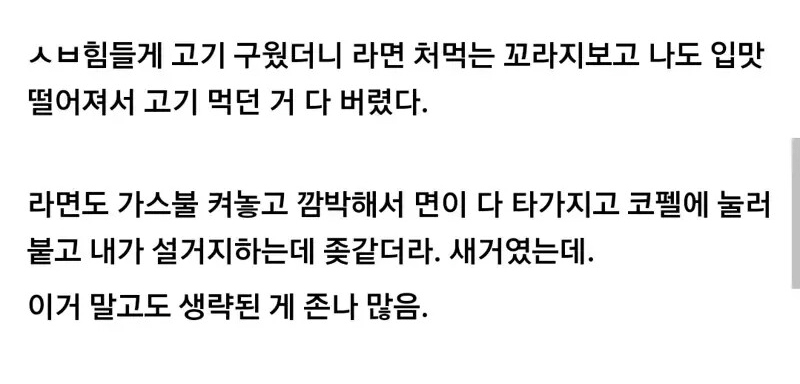 ㅅㅂ힘들게 고기 구웠더니 라면 처먹는 꼬라지보고 나도 입맛
떨어져서 고기 먹던 거 다 버렸다.
라면도 가스불 켜놓고 깜박해서 면이 다 타가지고 코펠에 눌러
붙고 내가 설거지하는데 좆같더라. 새거였는데.
이거 말고도 생략된 게 존나 많음.